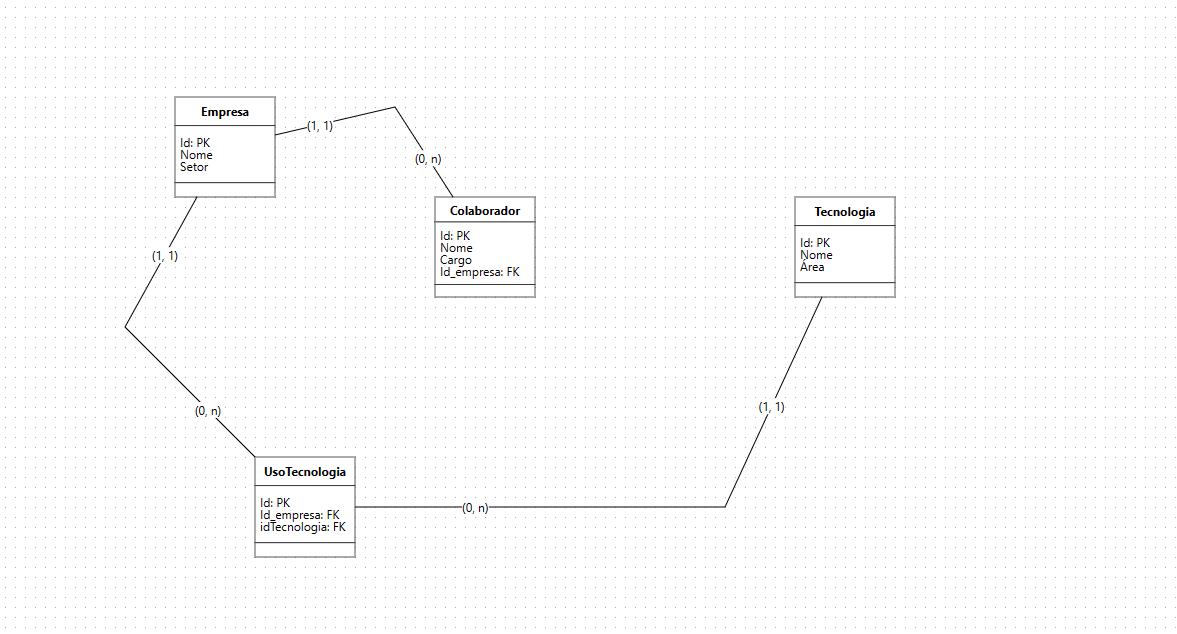 Empresa
Id: PK
Nome
Setor
(1, 1)
(0, n)
Colaborador
Id: PK
Nome
Cargo
Id_empresa: FK
Tecnologia
Id: PK
Nome
Área
(1, 1)
(0, n)
UsoTecnologia
Id: PK
Id_empresa: FK
idTecnologia: FK
(0, n)
(1, 1)